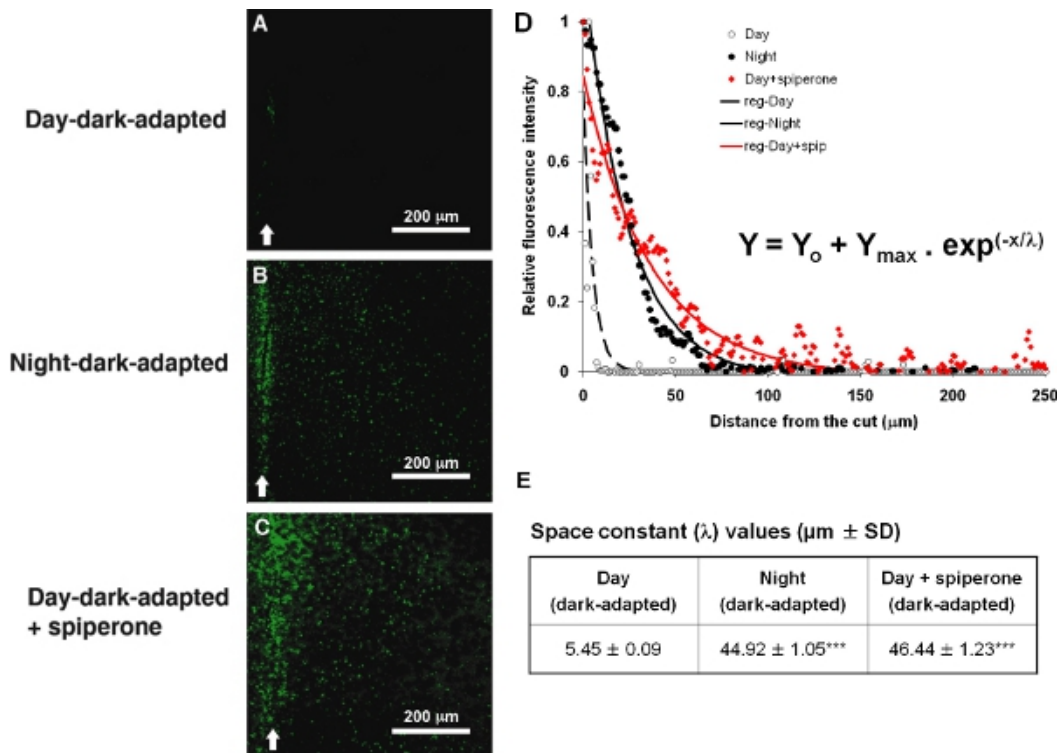 Day-dark-adapted
A
200 µm
Night-dark-adapted
B
200 µm
Day-dark-adapted
+ spiperone
C
200 µm
D
Day
Night
Day+spiperone
reg-Day
reg-Night
reg-Day+spip
Y = Yo + Ymax . exp(-x/λ)
Relative fluorescence intensity
1
0.8
0.6
0.4
0.2
0
0 50 100 150 200 250
Distance from the cut (µm)
E
Space constant (λ) values (µm ± SD)
Day Night Day + spiperone
(dark-adapted) (dark-adapted) (dark-adapted)
5.45 ± 0.09 44.92 ± 1.05*** 46.44 ± 1.23***